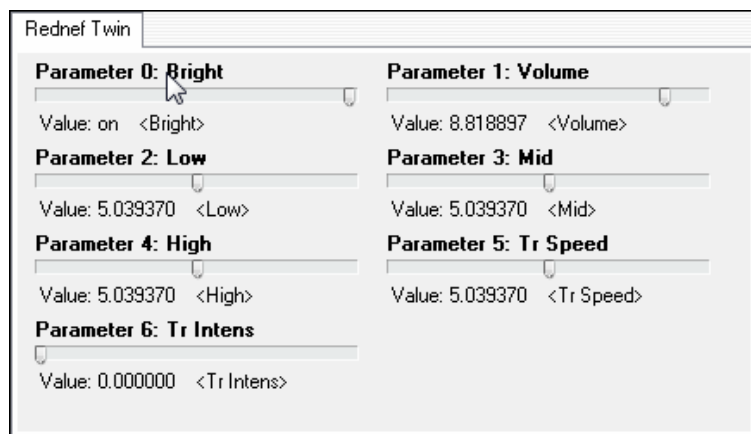 Rednef Twin
Parameter 0: Bright
Value: on <Bright>
Parameter 1: Volume
Value: 8.818897 <Volume>
Parameter 2: Low
Value: 5.039370 <Low>
Parameter 3: Mid
Value: 5.039370 <Mid>
Parameter 4: High
Value: 5.039370 <High>
Parameter 5: Tr Speed
Value: 5.039370 <Tr Speed>
Parameter 6: Tr Intens
Value: 0.000000 <Tr Intens>